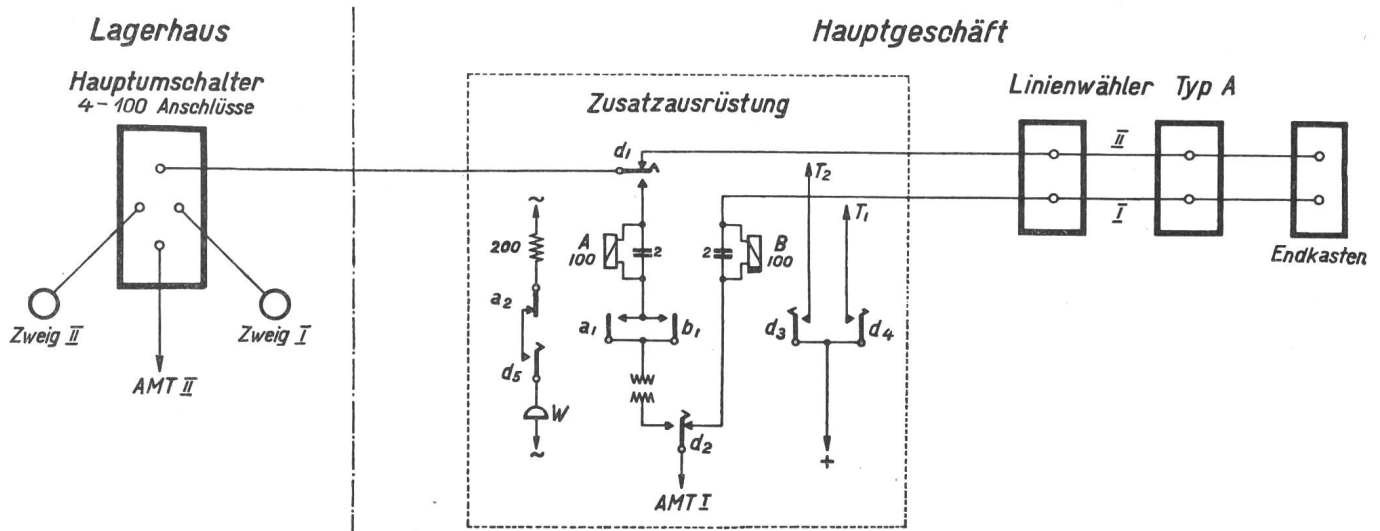 Lagerhaus
Hauptgeschäft
Hauptumschalter
4-100 Anschlüsse
Zusatzausrüstung
Linienwähler Typ A
d1
II
T2
I
T1
~
200
A
100
2
2
B
100
Endkasten
a2
a1
b1
d3
d4
Zweig II
Zweig I
d5
AMT II
W
d2
~
+
AMT I